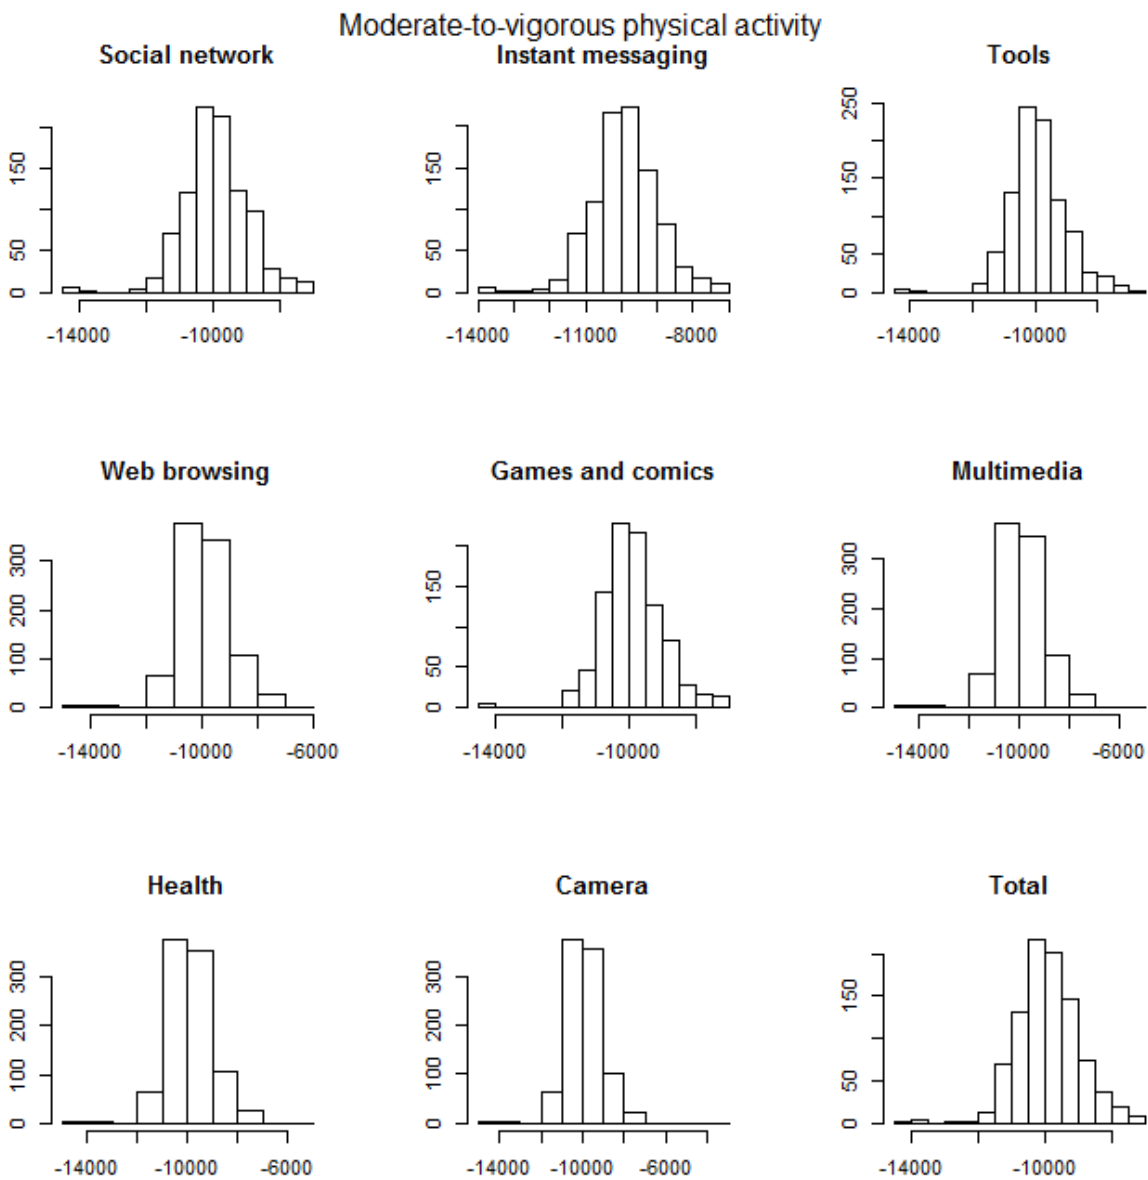 Moderate-to-vigorous physical activity
Social network
Instant messaging
Tools
50
150
0
50
150
0
50
150
250
0
-14000 -10000
-14000 -11000 -8000
-14000 -10000
Web browsing
Games and comics
Multimedia
0 100 200 300
0 50 150
0 100 200 300
-14000 -10000 -6000
-14000 -10000
-14000 -10000 -6000
Health
Camera
Total
0 100 200 300
0 100 200 300
0 50 150
-14000 -10000 -6000
-14000 -10000 -6000
-14000 -10000